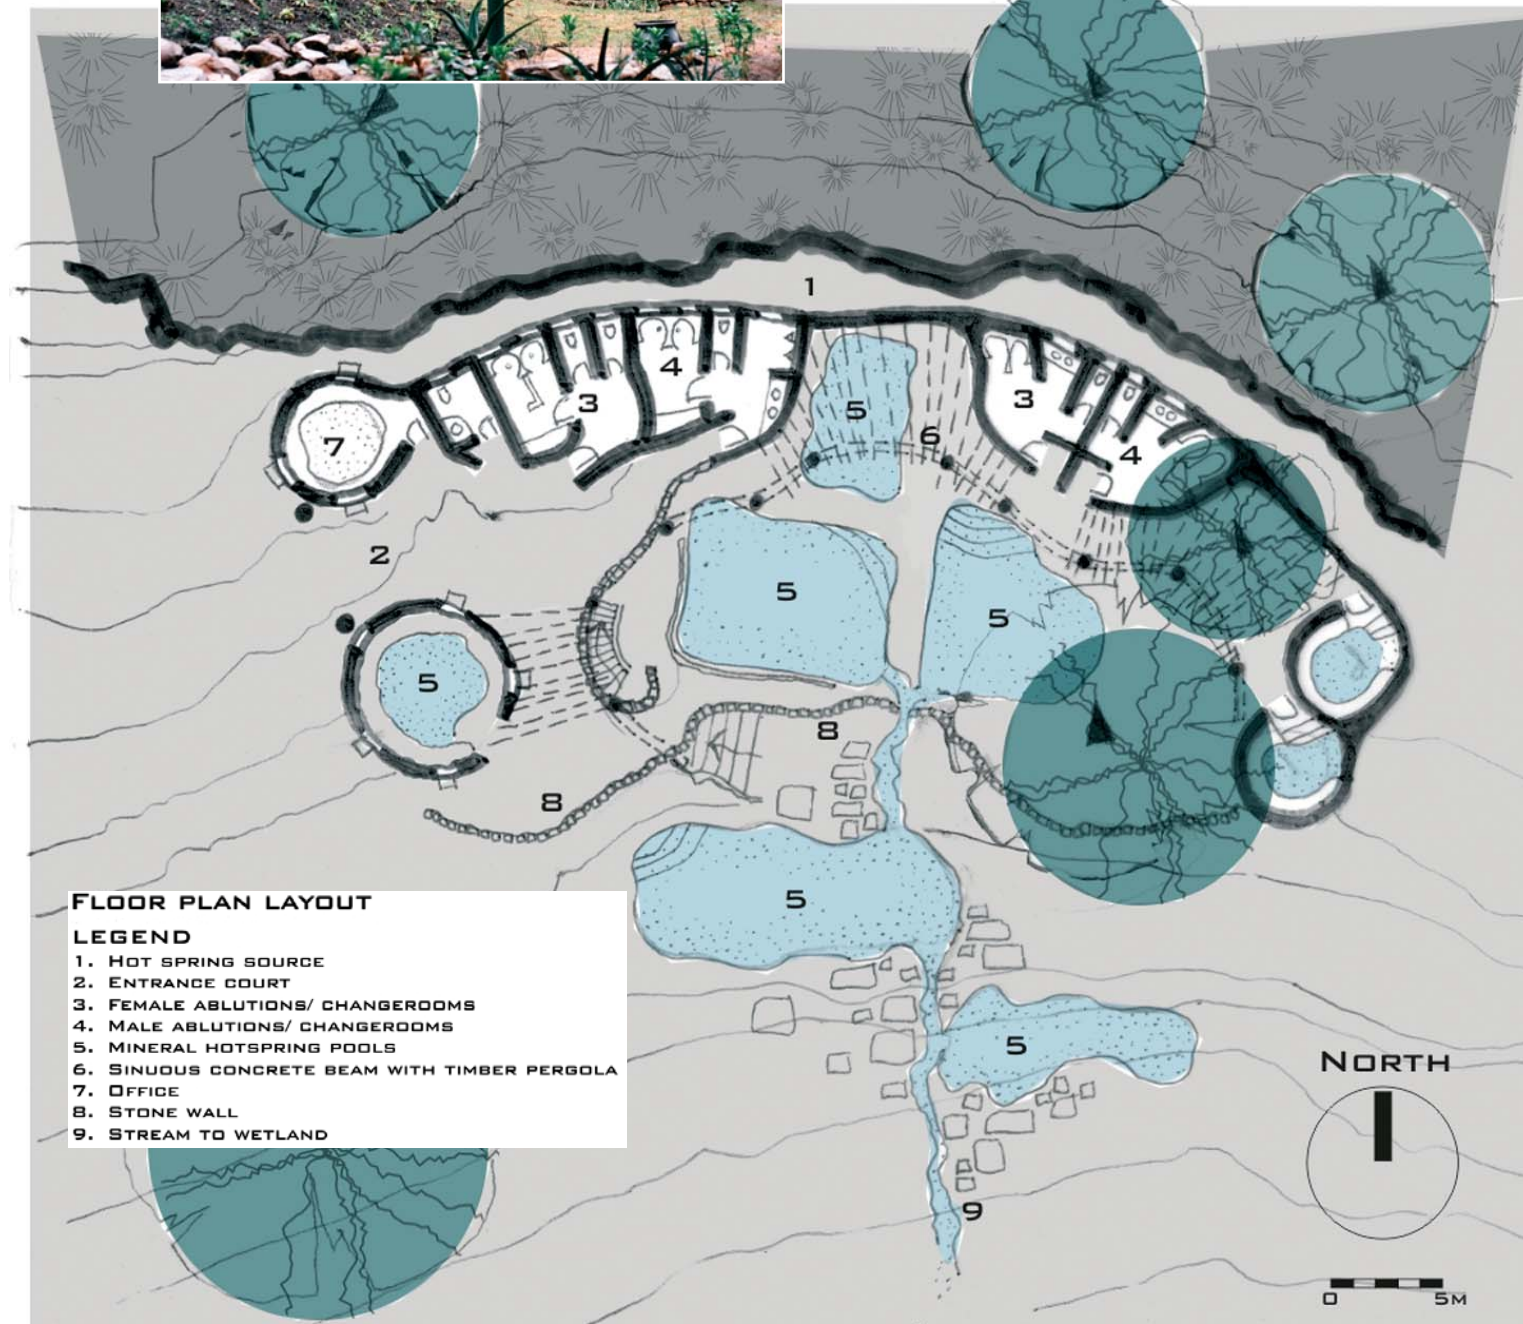 1
5
4
3
3
6
4
7
2
5
5
5
8
8
5
FLOOR PLAN LAYOUT
LEGEND
1. HOT SPRING SOURCE
2. ENTRANCE COURT
3. FEMALE ABLUTIONS/ CHANGEROOMS
4. MALE ABLUTIONS/ CHANGEROOMS
5. MINERAL HOTSPRING POOLS
6. SINUOUS CONCRETE BEAM WITH TIMBER PERGOLA
7. OFFICE
8. STONE WALL
9. STREAM TO WETLAND
5
NORTH
9
0 5M